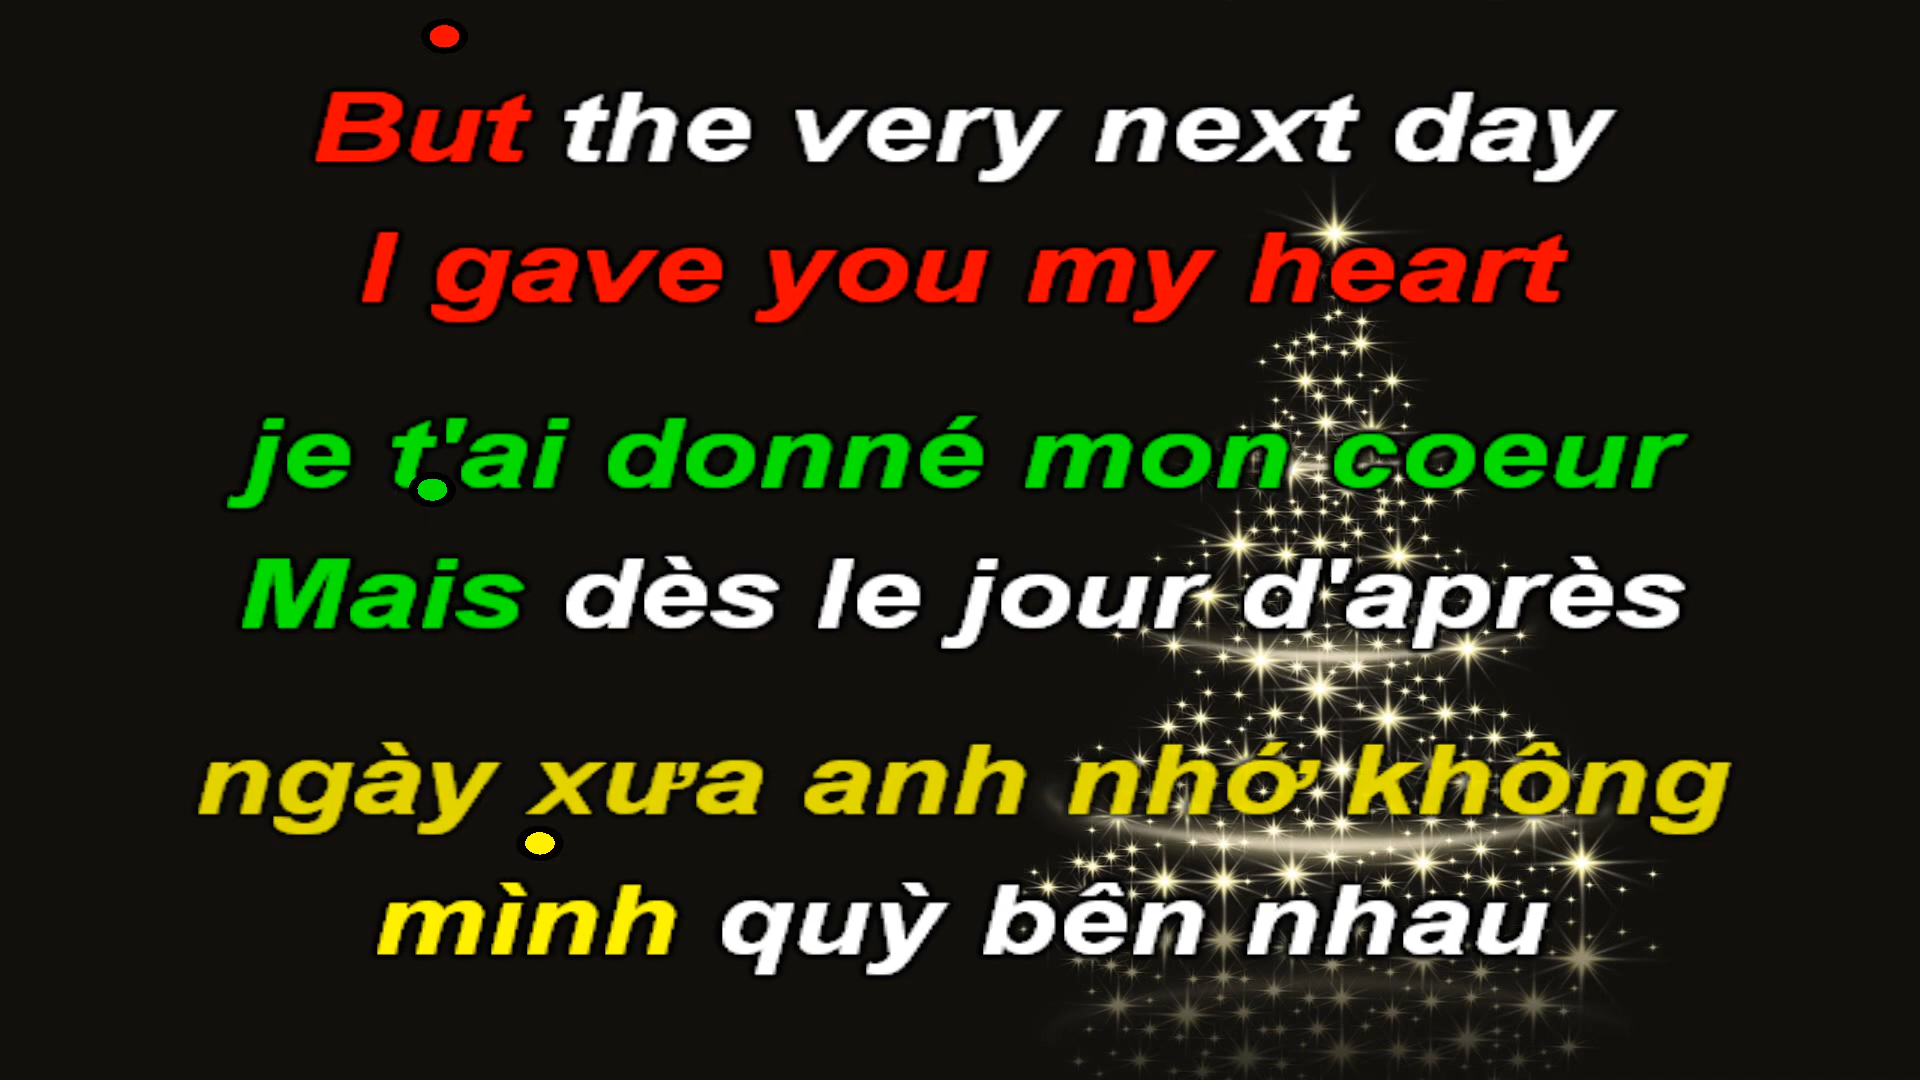 But the very next day
I gave you my heart
je t'ai donné mon coeur
Mais dès le jour d'après
ngày xưa anh nhớ không
mình quỳ bên nhau